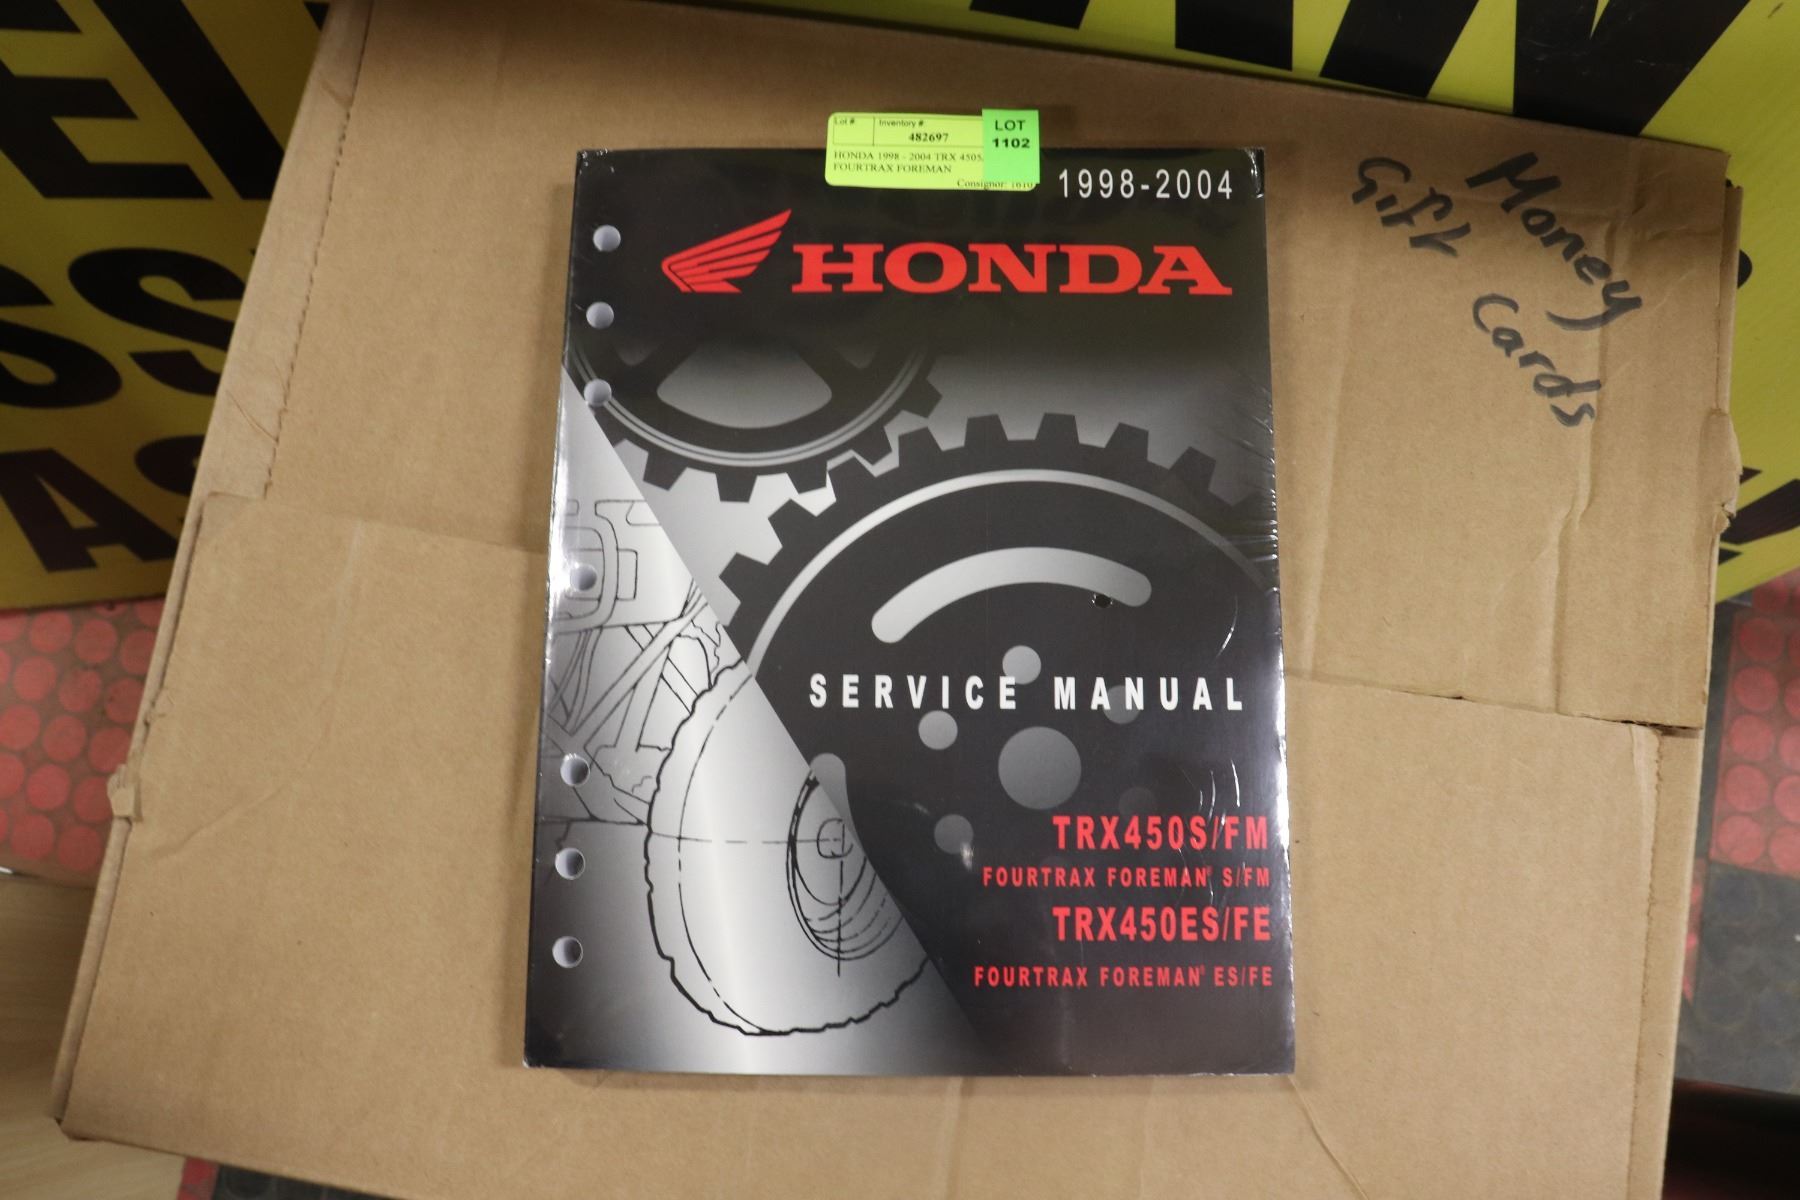 Lot # Inventory #
482697
LOT
1102
HONDA 1998 - 2004 TRX
FOURTRAX FOREMAN
Consignor:
1998-2004
HONDA
SERVICE MANUAL
TRX450S/FM
FOURTRAX FOREMAN® S/FM
TRX450ES/FE
FOURTRAX FOREMAN® ES/FE
Money
Gift Cards